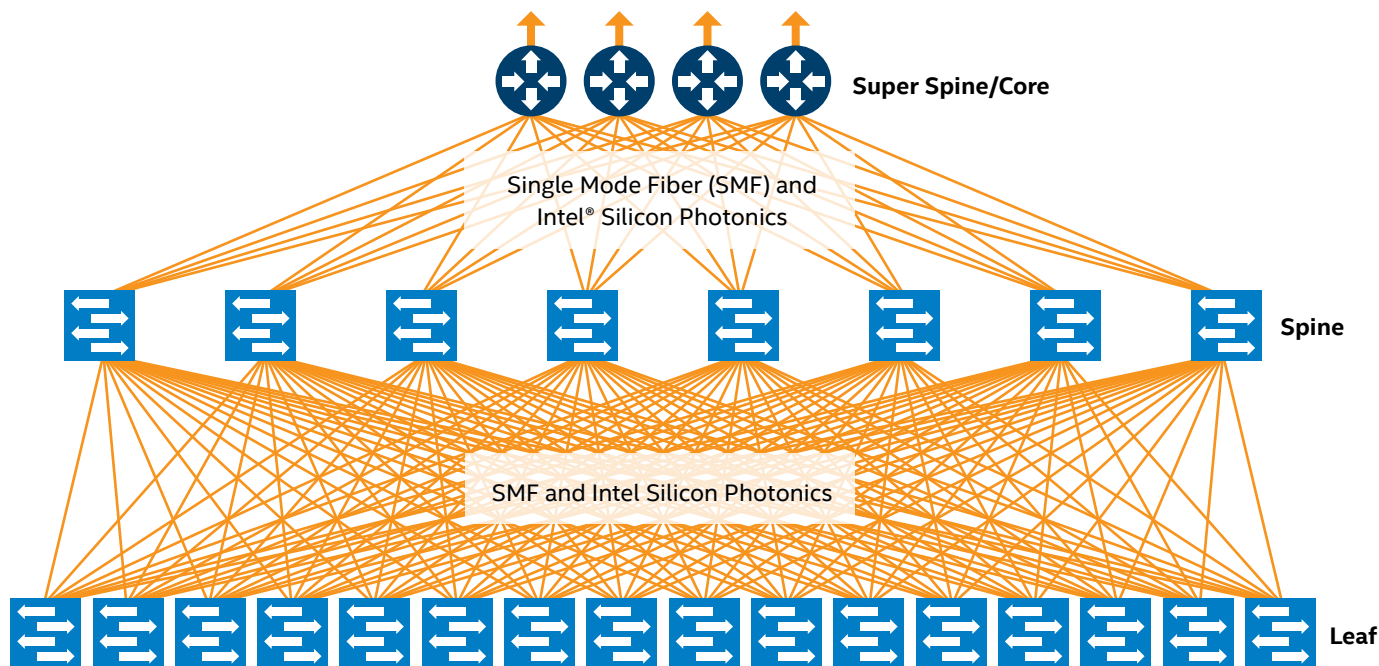 Super Spine/Core
Single Mode Fiber (SMF) and
Intel® Silicon Photonics
Spine
SMF and Intel Silicon Photonics
Leaf